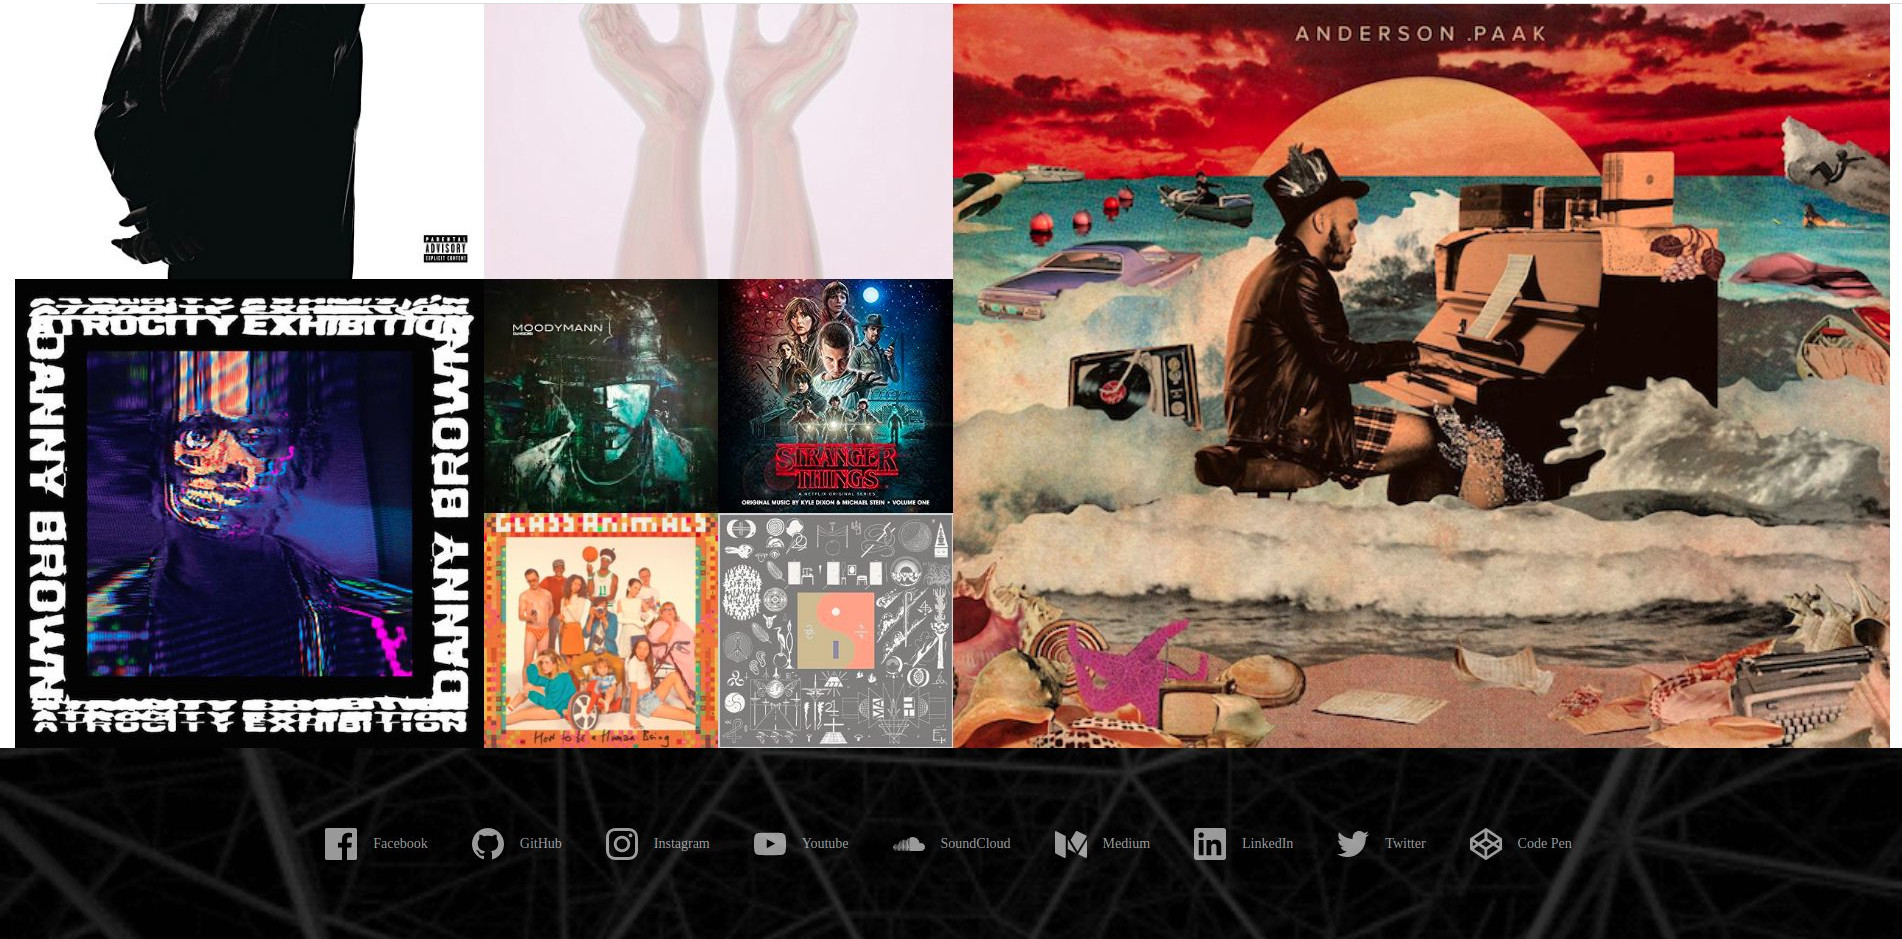 ANDERSON .PAAK
PARENTAL
ADVISORY
EXPLICIT CONTENT
ATROCITY EXHIBITION
DANNY BROWN
DANNY BROWN
ATROCITY EXHIBITION
MOODYMANN
STRANGER
THINGS
A NETFLIX ORIGINAL SERIES
ORIGINAL MUSIC BY KYLE DIXON & MICHAEL STEIN • VOLUME ONE
GLASS ANIMALS
11
How to be a Human Being
Facebook
GitHub
Instagram
Youtube
SoundCloud
Medium
LinkedIn
Twitter
Code Pen